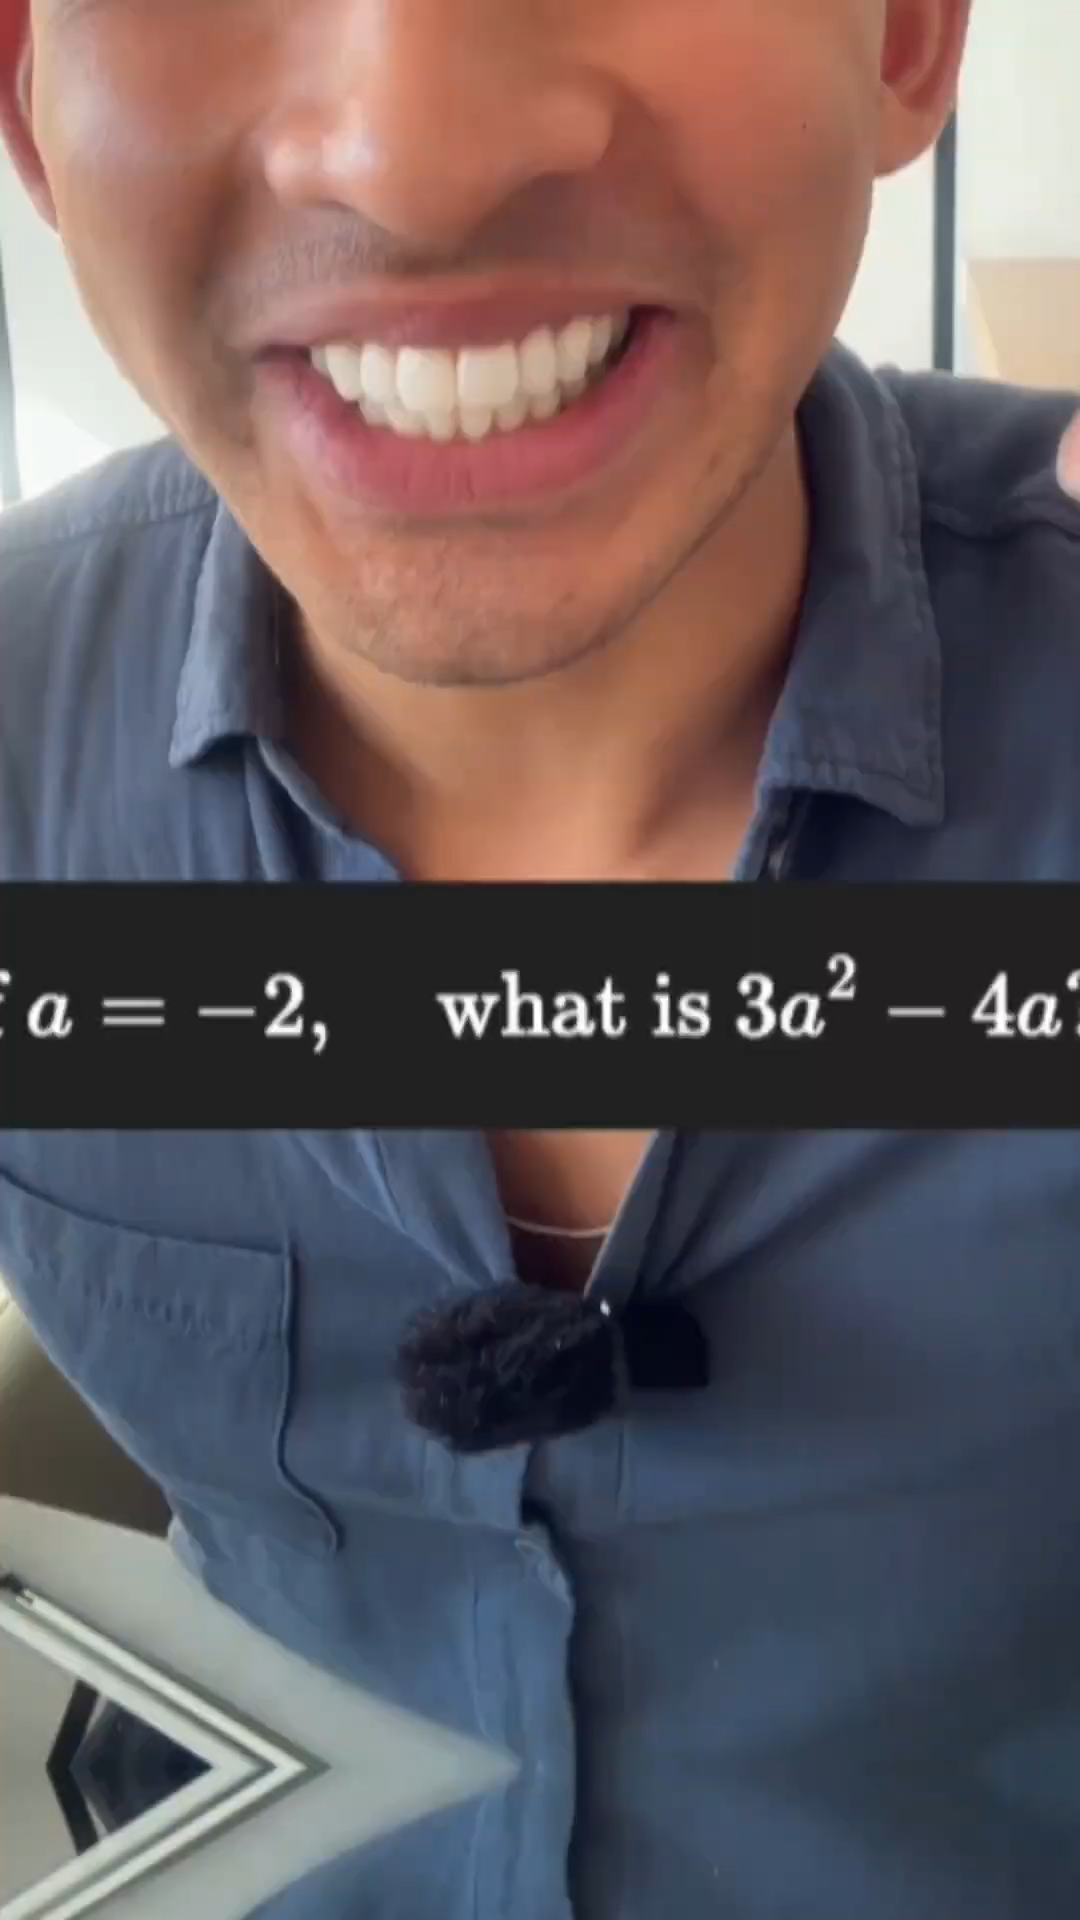 f a = −2, what is 3a² − 4a?